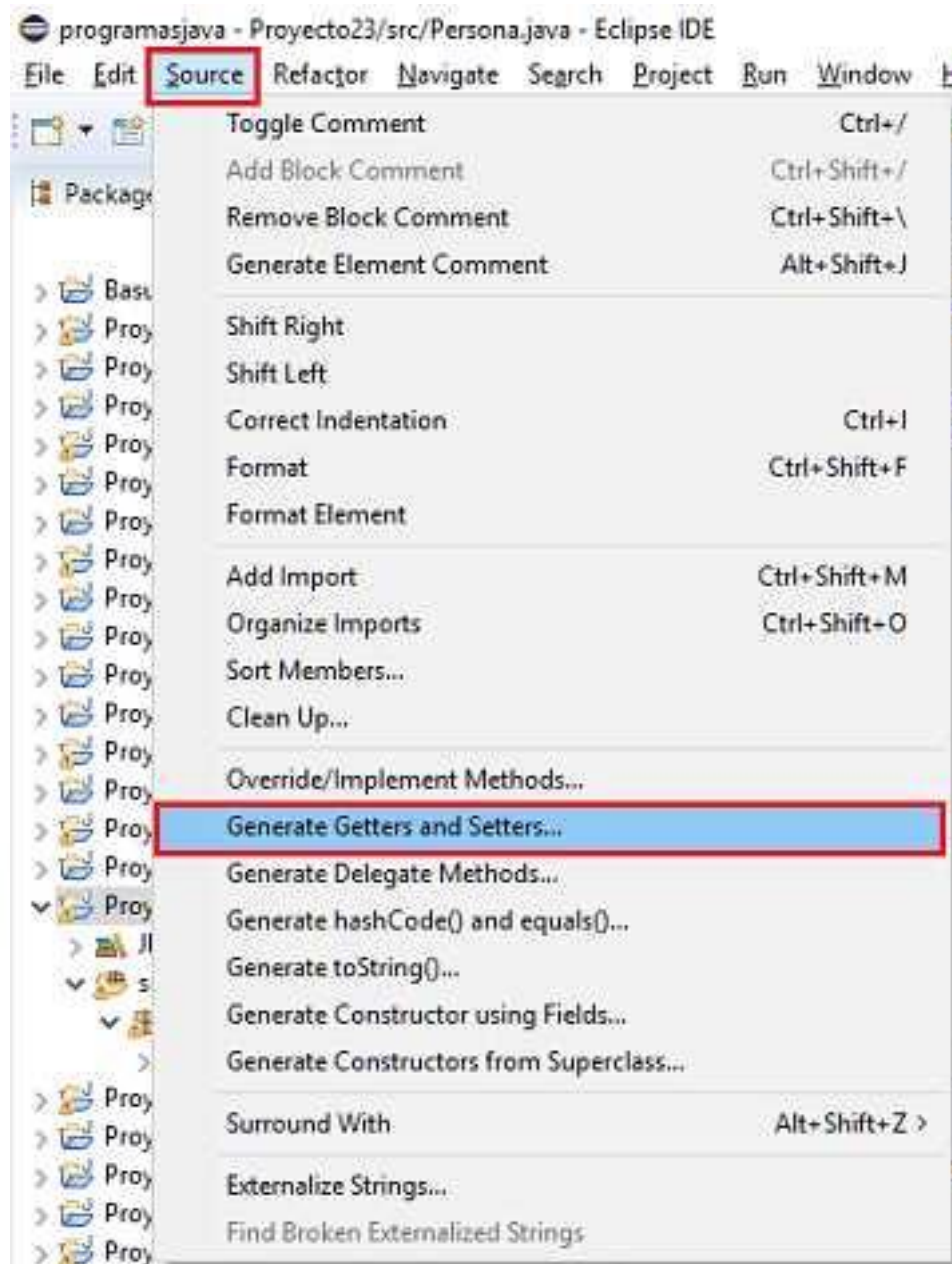 programasjava - Proyecto23/src/Persona.java - Eclipse IDE
File Edit Source Refactor Navigate Search Project Run Window
Toggle Comment Ctrl+/
Add Block Comment Ctrl+Shift+/
Package
Remove Block Comment Ctrl+Shift+\
Generate Element Comment Alt+Shift+J
Basu
Proy
Shift Right
Proy
Shift Left
Proy
Correct Indentation Ctrl+I
Proy
Format Ctrl+Shift+F
Proy
Format Element
Proy
Proy
Add Import Ctrl+Shift+M
Proy
Organize Imports Ctrl+Shift+O
Proy
Sort Members...
Proy
Clean Up...
Proy
Proy
Override/Implement Methods...
Proy
Generate Getters and Setters...
Proy
Generate Delegate Methods...
Proy
Proy
Generate hashCode() and equals()...
Generate toString()...
s
Generate Constructor using Fields...
Generate Constructors from Superclass...
Proy
Surround With Alt+Shift+Z >
Proy
Proy
Externalize Strings...
Proy
Find Broken Externalized Strings
Proy